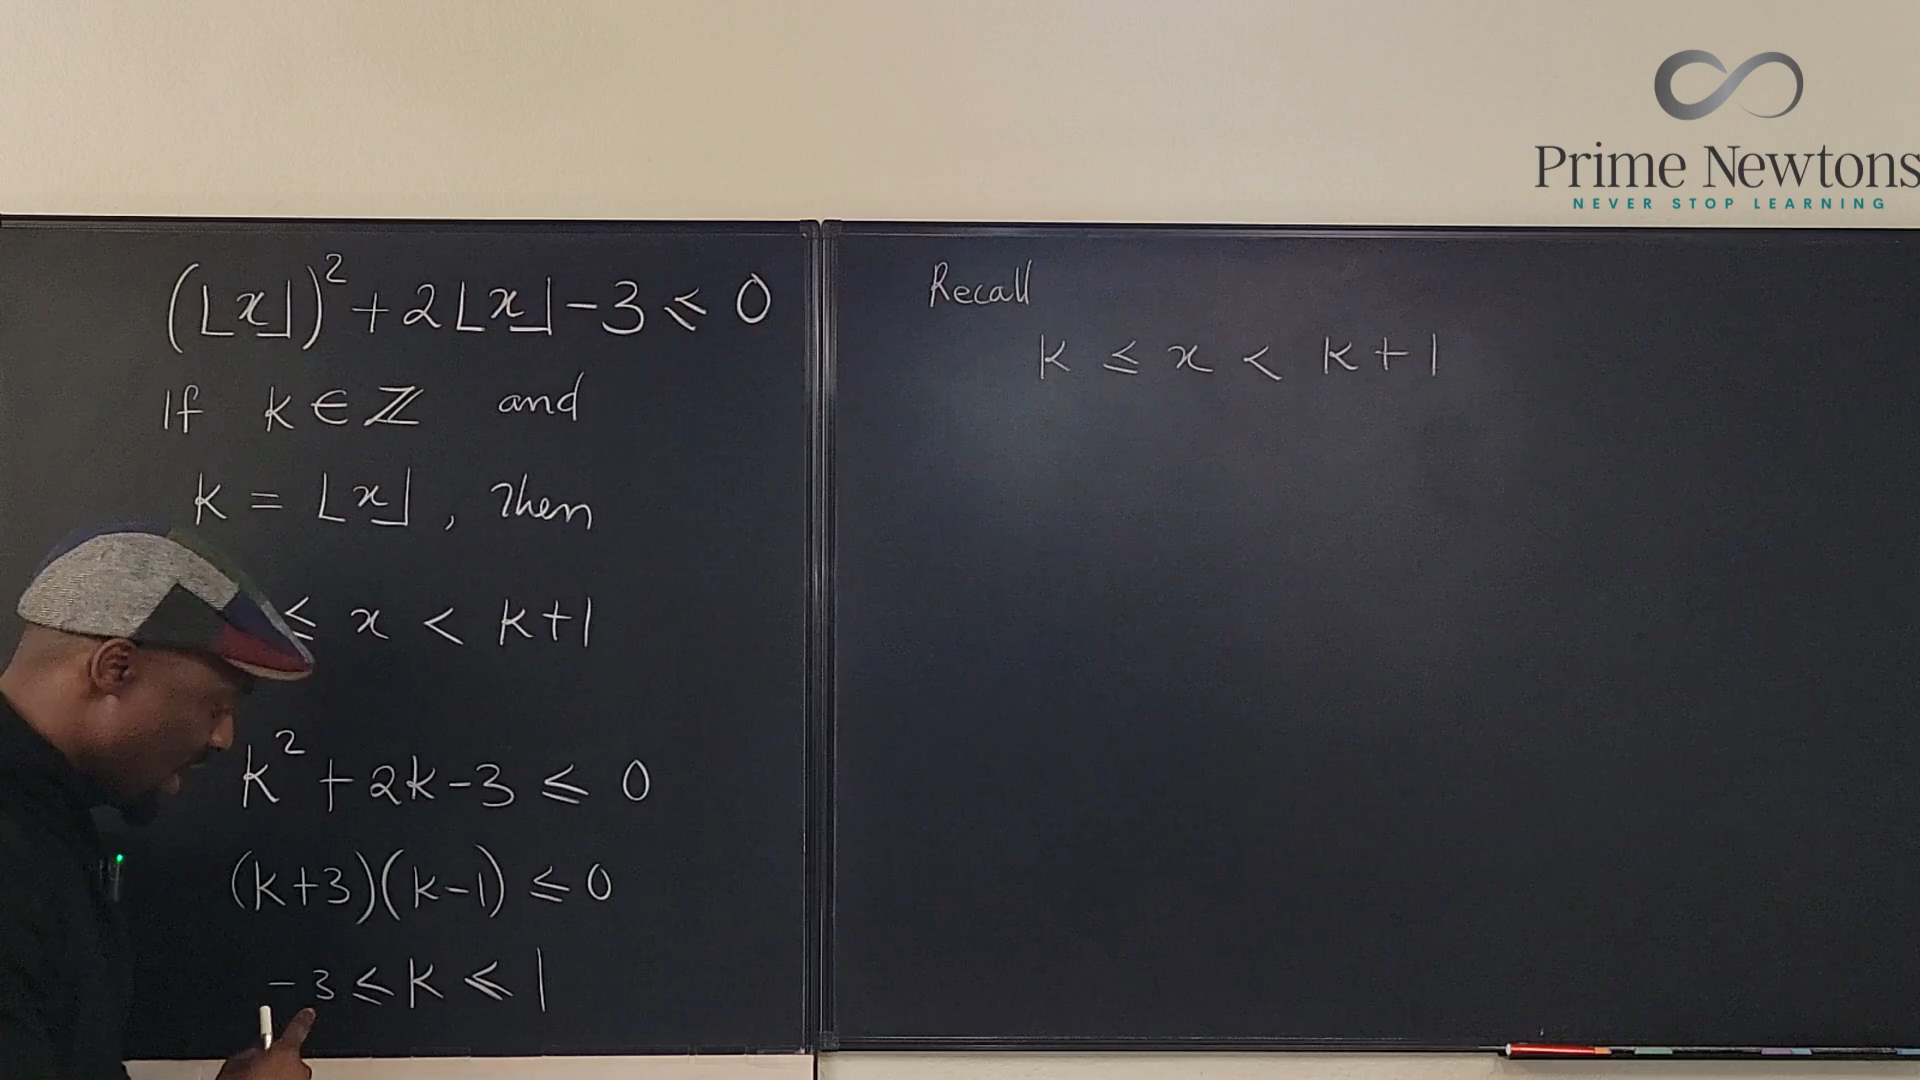 Prime Newtons
NEVER STOP LEARNING
(⌊x⌋)² + 2⌊x⌋ - 3 ⩽ 0
If k ∈ ℤ and
k = ⌊x⌋, Then
≤ x < k+1
k² + 2k - 3 ⩽ 0
(k+3)(k-1) ⩽ 0
-3 ⩽ k ⩽ 1
Recall
k ≤ x < k+1